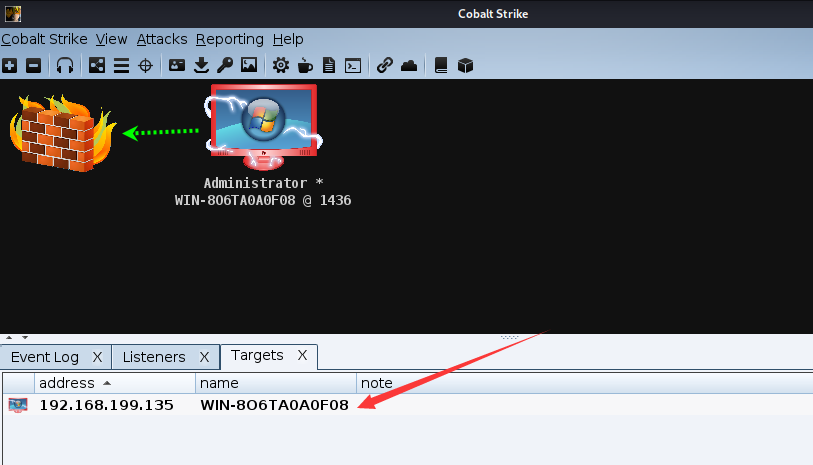 Cobalt Strike
Cobalt Strike View Attacks Reporting Help
Administrator *
WIN-8O6TA0A0F08 @ 1436
Event Log X Listeners X Targets X
address name note
192.168.199.135 WIN-8O6TA0A0F08